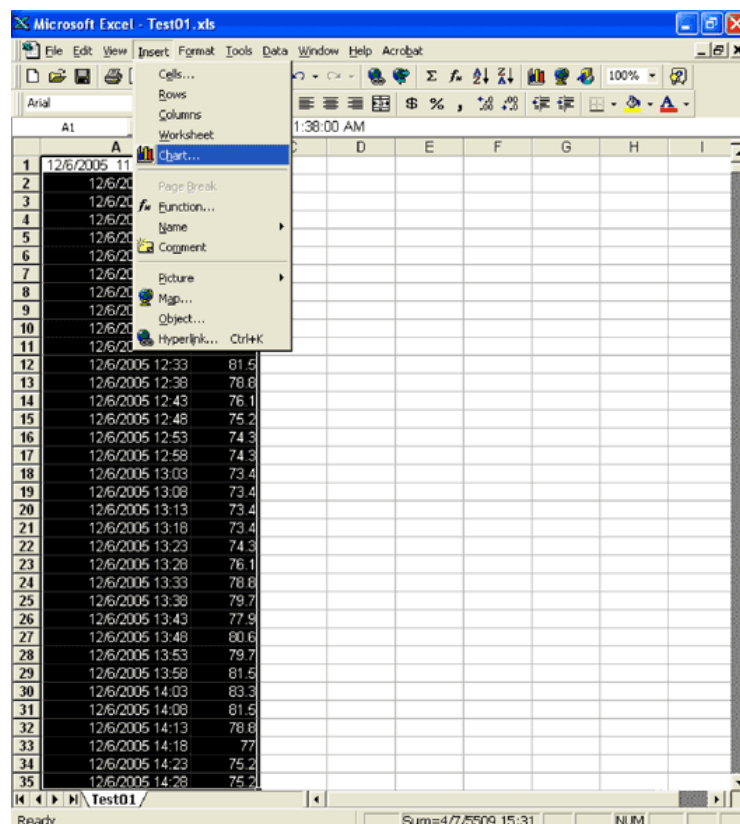 Microsoft Excel - Test01.xls
File Edit View Insert Format Tools Data Window Help Acrobat
Σ fx 100%
Arial $ % ,
A1 1:38:00 AM
A D E F G H I
Cells...
Rows
Columns
Worksheet
Chart...
Page Break
fx Function...
Name
Comment
Picture
Map...
Object...
Hyperlink... Ctrl+K
1 12/6/2005 11
2 12/6/20
3 12/6/20
4 12/6/20
5 12/6/20
6 12/6/20
7 12/6/20
8 12/6/20
9 12/6/20
10 12/6/20
11 12/6/20
12 12/6/2005 12:33 81.5
13 12/6/2005 12:38 78.8
14 12/6/2005 12:43 76.1
15 12/6/2005 12:48 75.2
16 12/6/2005 12:53 74.3
17 12/6/2005 12:58 74.3
18 12/6/2005 13:03 73.4
19 12/6/2005 13:08 73.4
20 12/6/2005 13:13 73.4
21 12/6/2005 13:18 73.4
22 12/6/2005 13:23 74.3
23 12/6/2005 13:28 76.1
24 12/6/2005 13:33 78.8
25 12/6/2005 13:38 79.7
26 12/6/2005 13:43 77.9
27 12/6/2005 13:48 80.6
28 12/6/2005 13:53 79.7
29 12/6/2005 13:58 81.5
30 12/6/2005 14:03 83.3
31 12/6/2005 14:08 81.5
32 12/6/2005 14:13 78.8
33 12/6/2005 14:18 77
34 12/6/2005 14:23 75.2
35 12/6/2005 14:28 75.2
Test01
Ready Sum=4/7/5509 15:31 NUM